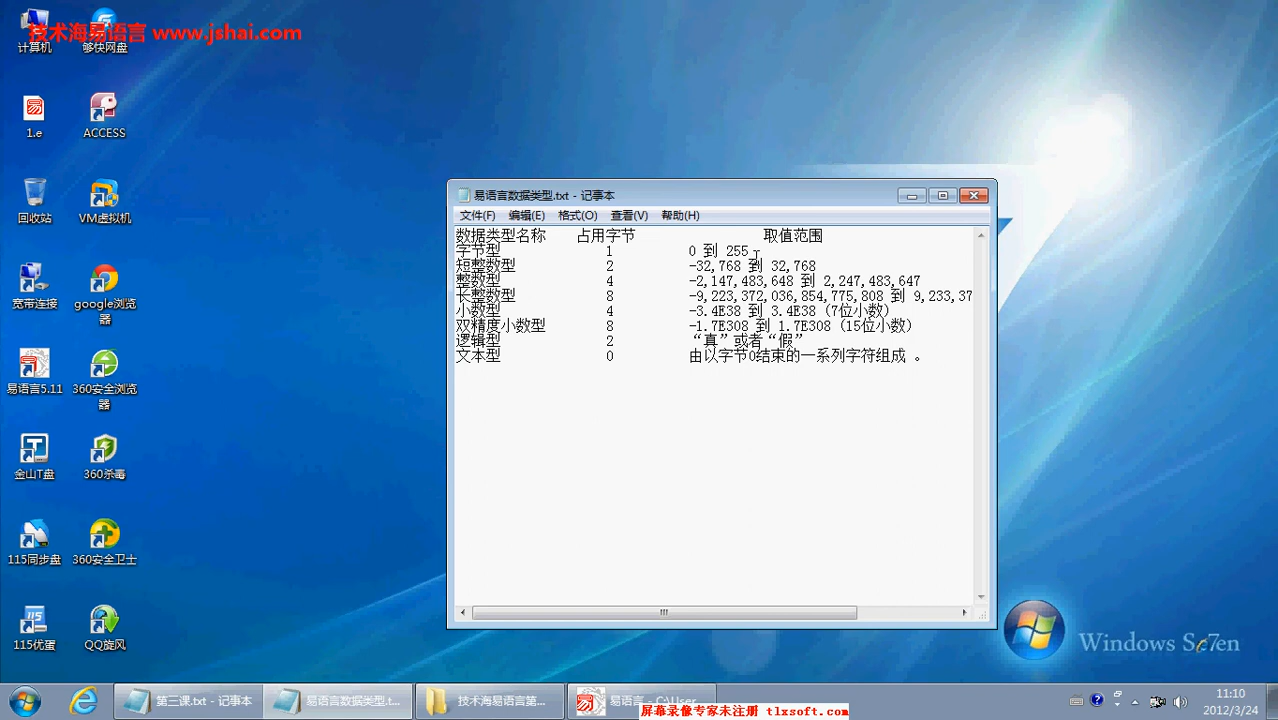 技术海易语言 www.jshai.com
计算机
够快网盘
1.e
ACCESS
回收站
VM虚拟机
宽带连接
google浏览器
易语言5.11
360安全浏览器
金山T盘
360杀毒
115同步盘
360安全卫士
115优蛋
QQ旋风
易语言数据类型.txt - 记事本
文件(F) 编辑(E) 格式(O) 查看(V) 帮助(H)
数据类型名称 占用字节 取值范围
字节型 1 0 到 255
短整数型 2 -32,768 到 32,768
整数型 4 -2,147,483,648 到 2,247,483,647
长整数型 8 -9,223,372,036,854,775,808 到 9,233,37
小数型 4 -3.4E38 到 3.4E38（7位小数）
双精度小数型 8 -1.7E308 到 1.7E308（15位小数）
逻辑型 2 “真”或者“假”
文本型 0 由以字节0结束的一系列字符组成 。
Windows Se7en
第三课.txt - 记事本
易语言数据类型.t...
技术海易语言第...
易语言 - C:\User
屏幕录像专家未注册 tlxsoft.com
11:10
2012/3/24